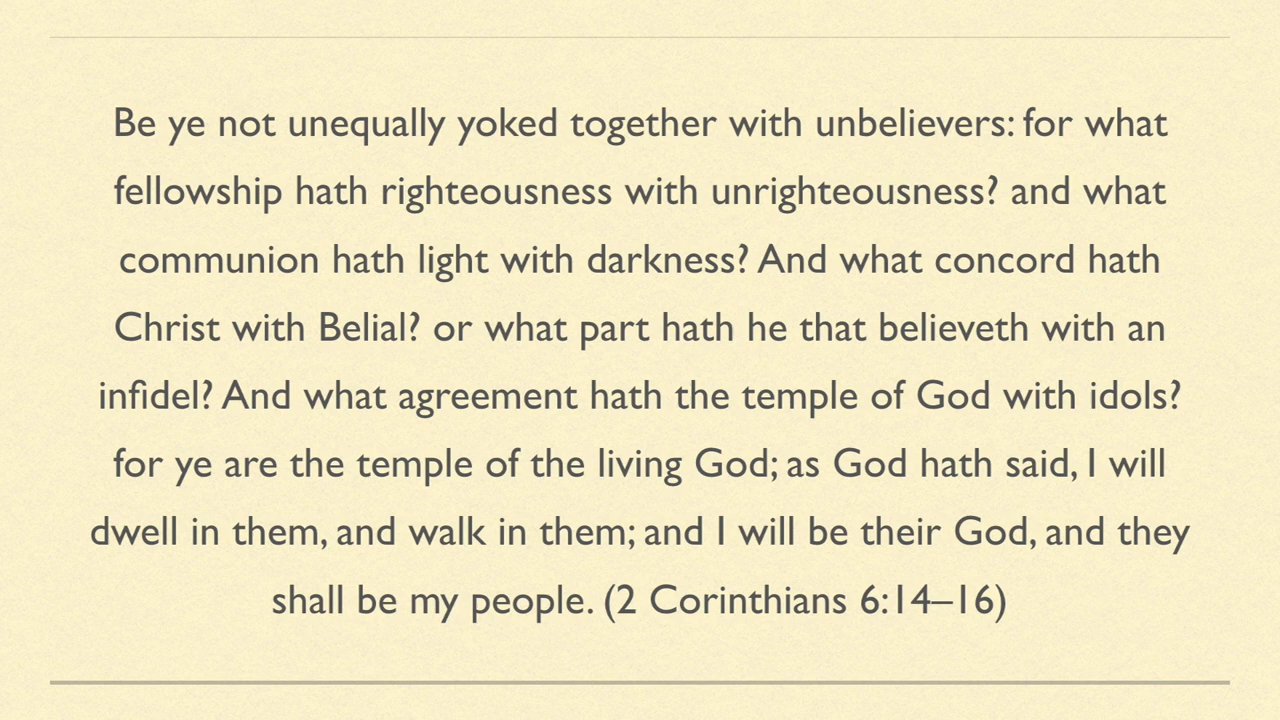 Be ye not unequally yoked together with unbelievers: for what
fellowship hath righteousness with unrighteousness? and what
communion hath light with darkness? And what concord hath
Christ with Belial? or what part hath he that believeth with an
infidel? And what agreement hath the temple of God with idols?
for ye are the temple of the living God; as God hath said, I will
dwell in them, and walk in them; and I will be their God, and they
shall be my people. (2 Corinthians 6:14–16)